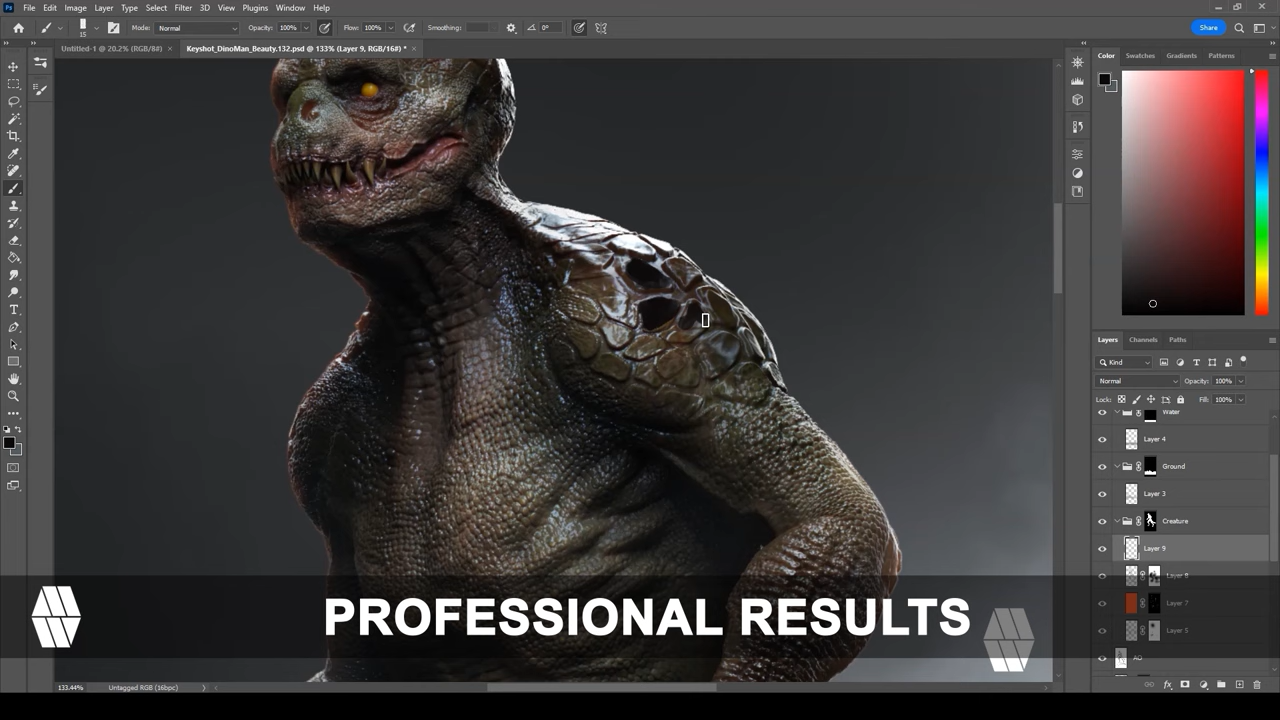 Ps File Edit Image Layer Type Select Filter 3D View Plugins Window Help
15 Mode: Normal Opacity: 100% Flow: 100% Smoothing: 0° Share
Untitled-1 @ 20.2% (RGB/8#) × Keyshot_DinoMan_Beauty.132.psd @ 133% (Layer 9, RGB/16#) * ×
Color Swatches Gradients Patterns
Layers Channels Paths
Kind
Normal Opacity: 100%
Lock: Fill: 100%
Water
Layer 4
Ground
Layer 3
Creature
Layer 9
Layer 8
Layer 7
Layer 5
AO
PROFESSIONAL RESULTS
133.44% Untagged RGB (16bpc)